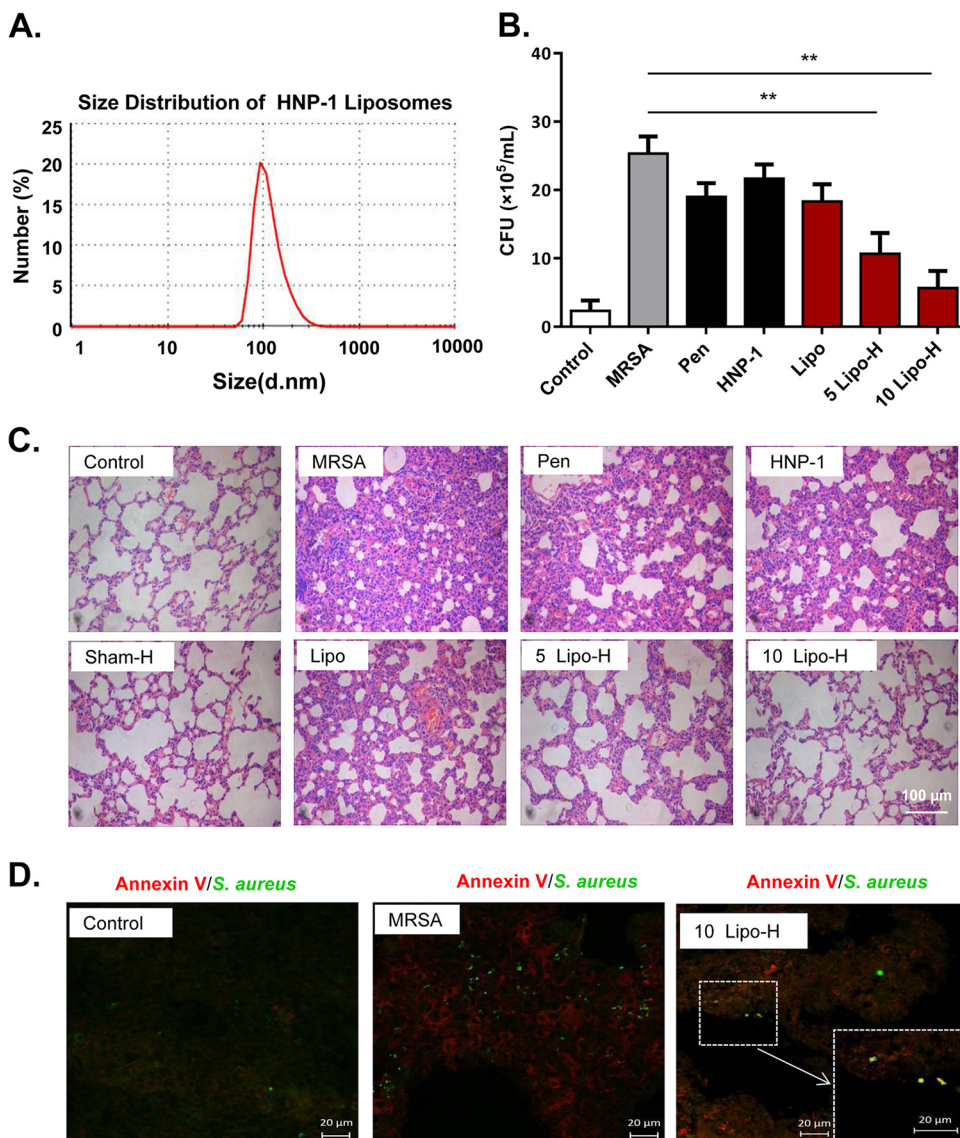 A.
Size Distribution of HNP-1 Liposomes
25
20
15
10
5
0
Number (%)
1 10 100 1000 10000
Size(d.nm)
B.
40
30
20
10
0
CFU (×10⁵/mL)
**
**
Control MRSA Pen HNP-1 Lipo 5 Lipo-H 10 Lipo-H
C.
Control MRSA Pen HNP-1
Sham-H Lipo 5 Lipo-H 10 Lipo-H
100 µm
D.
Annexin V/S. aureus Annexin V/S. aureus Annexin V/S. aureus
Control MRSA 10 Lipo-H
20 µm 20 µm 20 µm 20 µm